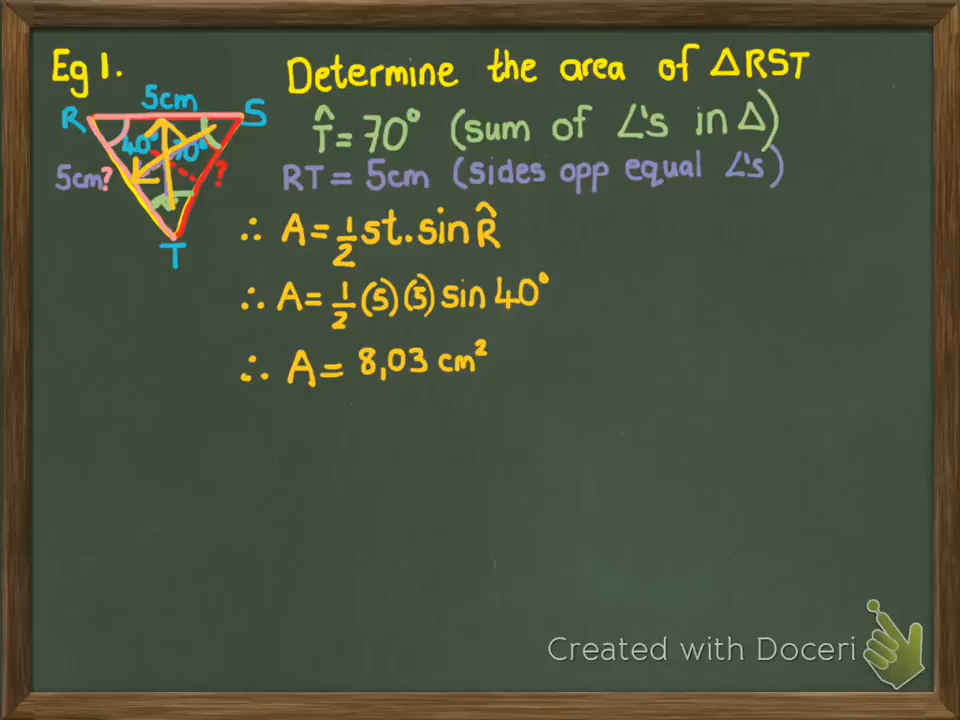 Eg 1.
Determine the area of △RST
5cm
R
S
40°
70°
5cm?
?
T
T̂ = 70° (sum of ∠'s in △)
RT = 5cm (sides opp equal ∠'s)
∴ A = 1/2 st. sin R̂
∴ A = 1/2 (5)(5) sin 40°
∴ A = 8,03 cm²
Created with Doceri